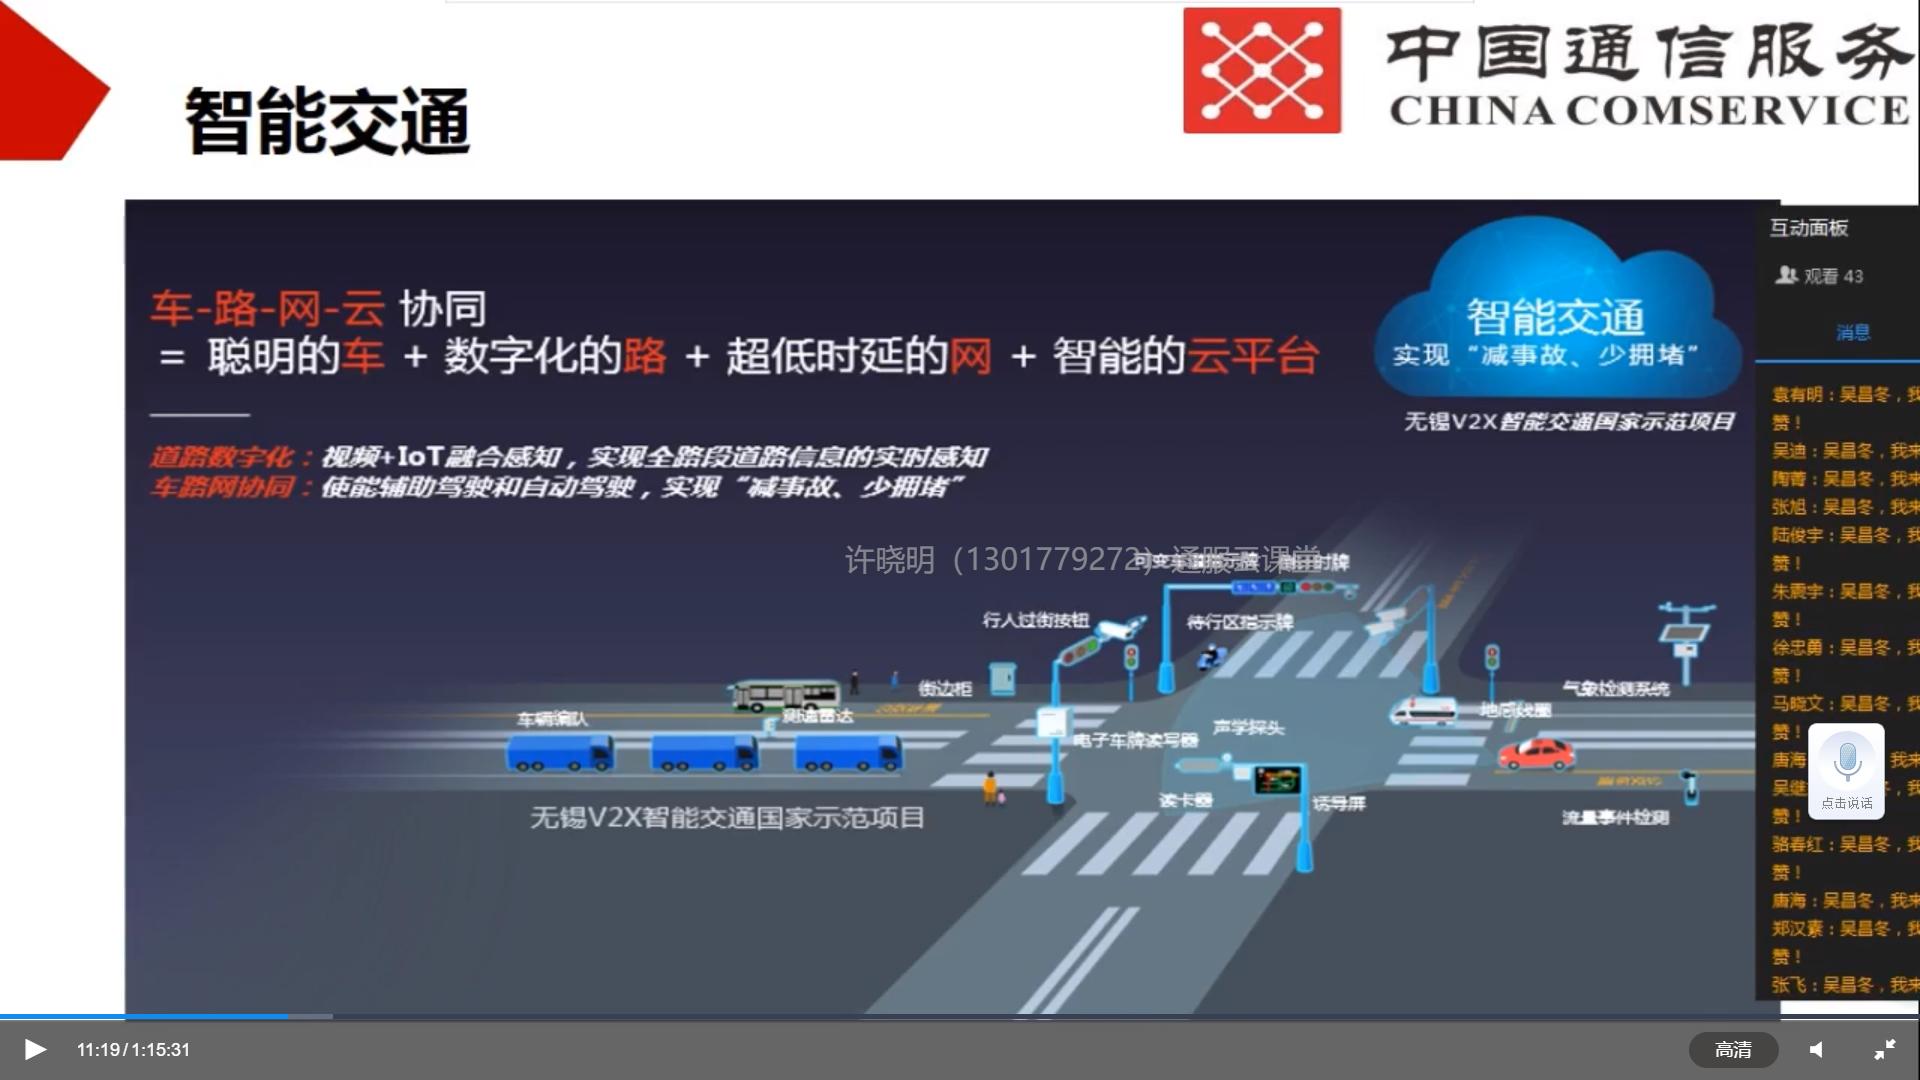 智能交通
中国通信服务
CHINA COMSERVICE
车-路-网-云 协同
= 聪明的车 + 数字化的路 + 超低时延的网 + 智能的云平台
智能交通
实现 “减事故、少拥堵”
无锡V2X智能交通国家示范项目
道路数字化：视频+IoT融合感知，实现全路段道路信息的实时感知
车路网协同：使能辅助驾驶和自动驾驶，实现“减事故、少拥堵”
许晓明（1301779272）通服云课堂
行人过街按钮
待行区指示牌
街边柜
车辆编队
测速雷达
电子车牌读写器
声学探头
气象检测系统
地感线圈
读卡器
诱导屏
流量事件检测
无锡V2X智能交通国家示范项目
互动面板
观看 43
消息
袁有明：吴昌冬，我
赞！
吴迪：吴昌冬，我来
陶菁：吴昌冬，我来
张旭：吴昌冬，我来
陆俊宇：吴昌冬，我
赞！
朱震宇：吴昌冬，我
赞！
徐忠勇：吴昌冬，我
赞！
马晓文：吴昌冬，我
赞！
唐海
我来
吴继
，我
赞！
点击说话
骆春红：吴昌冬，我
赞！
唐海：吴昌冬，我来
郑汉素：吴昌冬，我
赞！
张飞：吴昌冬，我来
11:19/1:15:31
高清